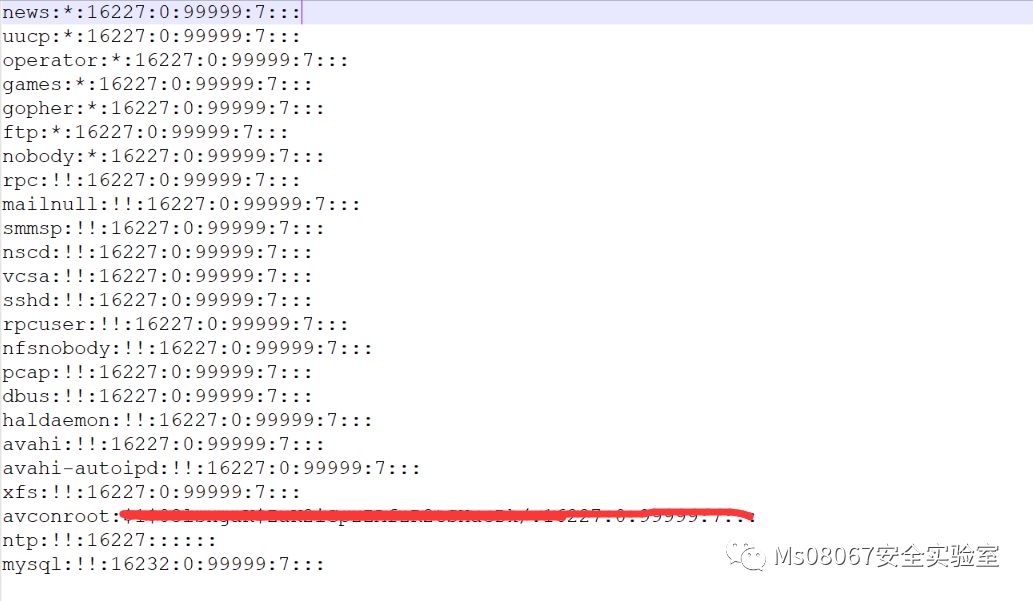 news:*:16227:0:99999:7:::
uucp:*:16227:0:99999:7:::
operator:*:16227:0:99999:7:::
games:*:16227:0:99999:7:::
gopher:*:16227:0:99999:7:::
ftp:*:16227:0:99999:7:::
nobody:*:16227:0:99999:7:::
rpc:!!:16227:0:99999:7:::
mailnull:!!:16227:0:99999:7:::
smmsp:!!:16227:0:99999:7:::
nscd:!!:16227:0:99999:7:::
vcsa:!!:16227:0:99999:7:::
sshd:!!:16227:0:99999:7:::
rpcuser:!!:16227:0:99999:7:::
nfsnobody:!!:16227:0:99999:7:::
pcap:!!:16227:0:99999:7:::
dbus:!!:16227:0:99999:7:::
haldaemon:!!:16227:0:99999:7:::
avahi:!!:16227:0:99999:7:::
avahi-autoipd:!!:16227:0:99999:7:::
xfs:!!:16227:0:99999:7:::
avconroot:
ntp:!!:16227::::::
mysql:!!:16232:0:99999:7:::
Ms08067安全实验室